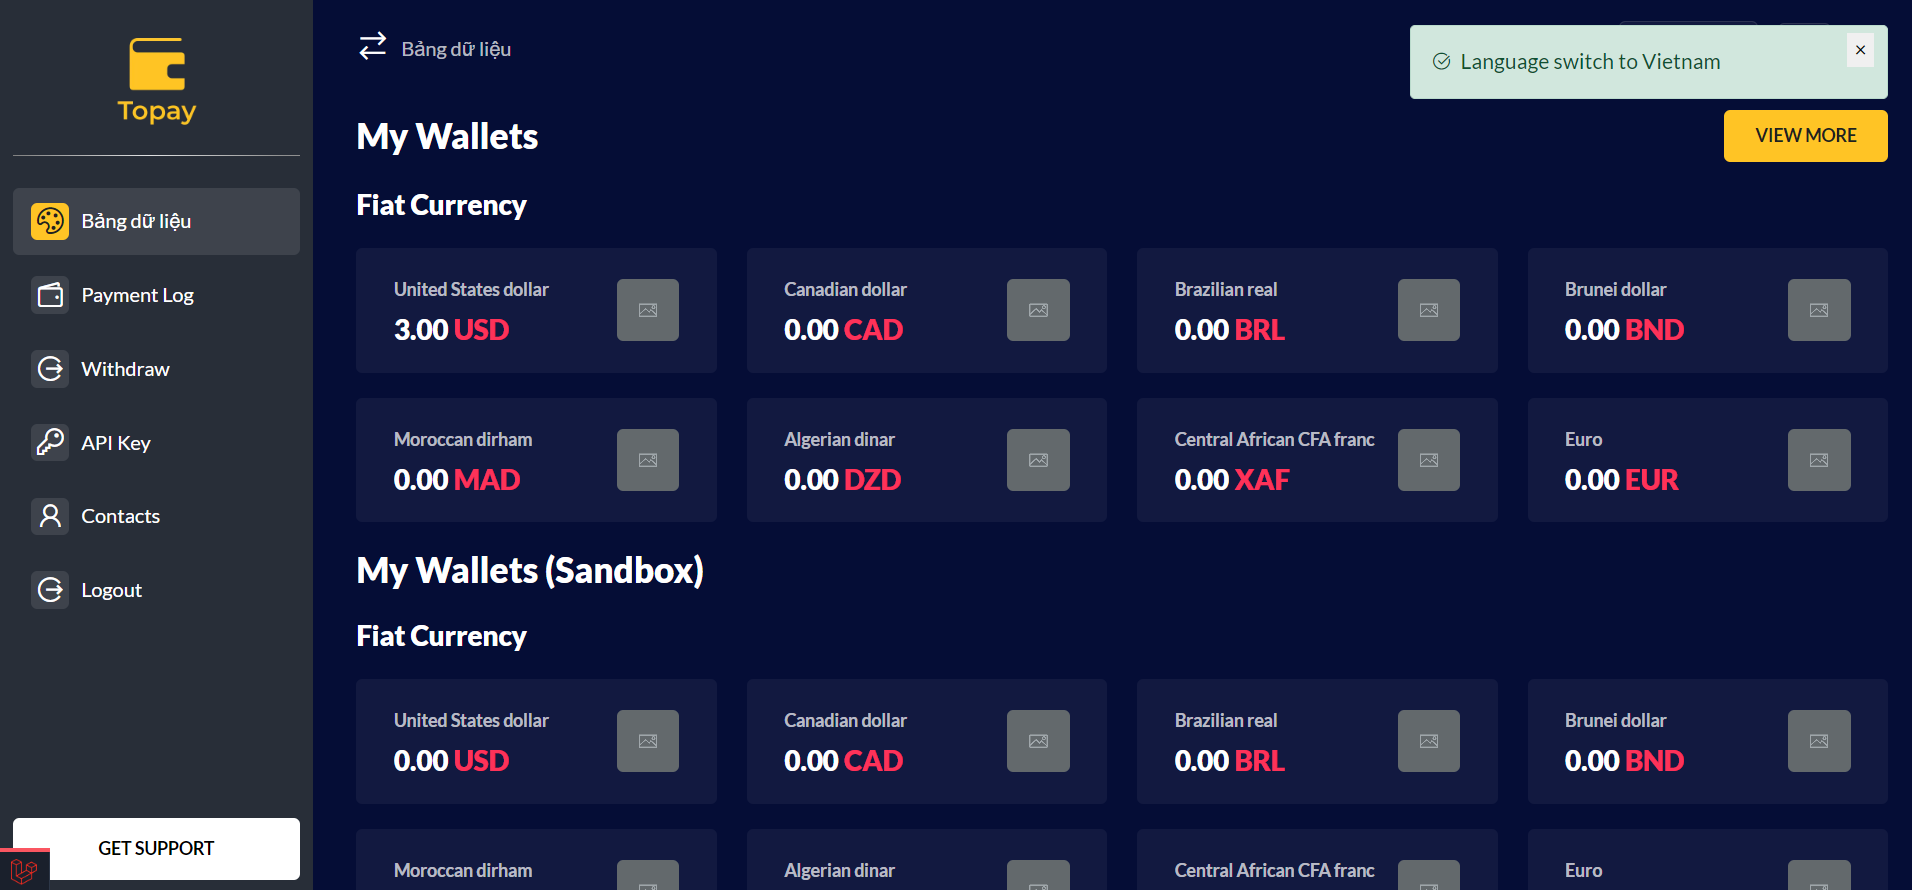 Topay
Bảng dữ liệu
Payment Log
Withdraw
API Key
Contacts
Logout
GET SUPPORT
Bảng dữ liệu
Language switch to Vietnam
My Wallets
VIEW MORE
Fiat Currency
United States dollar
3.00 USD
Canadian dollar
0.00 CAD
Brazilian real
0.00 BRL
Brunei dollar
0.00 BND
Moroccan dirham
0.00 MAD
Algerian dinar
0.00 DZD
Central African CFA franc
0.00 XAF
Euro
0.00 EUR
My Wallets (Sandbox)
Fiat Currency
United States dollar
0.00 USD
Canadian dollar
0.00 CAD
Brazilian real
0.00 BRL
Brunei dollar
0.00 BND
Moroccan dirham
Algerian dinar
Central African CFA franc
Euro